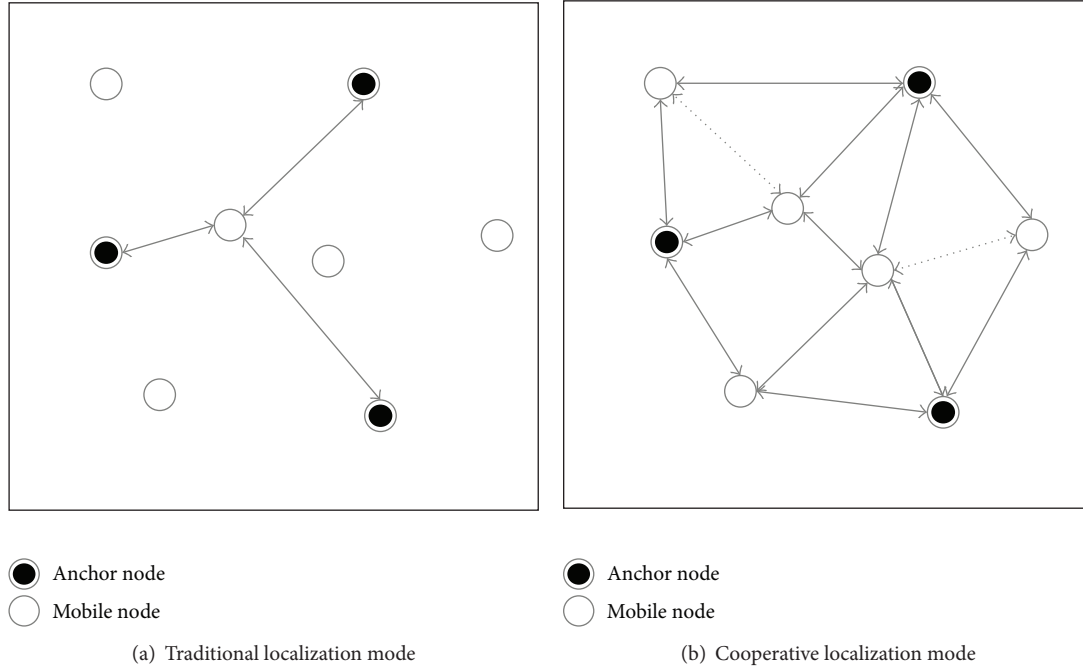 Anchor node
Mobile node
(a) Traditional localization mode
Anchor node
Mobile node
(b) Cooperative localization mode